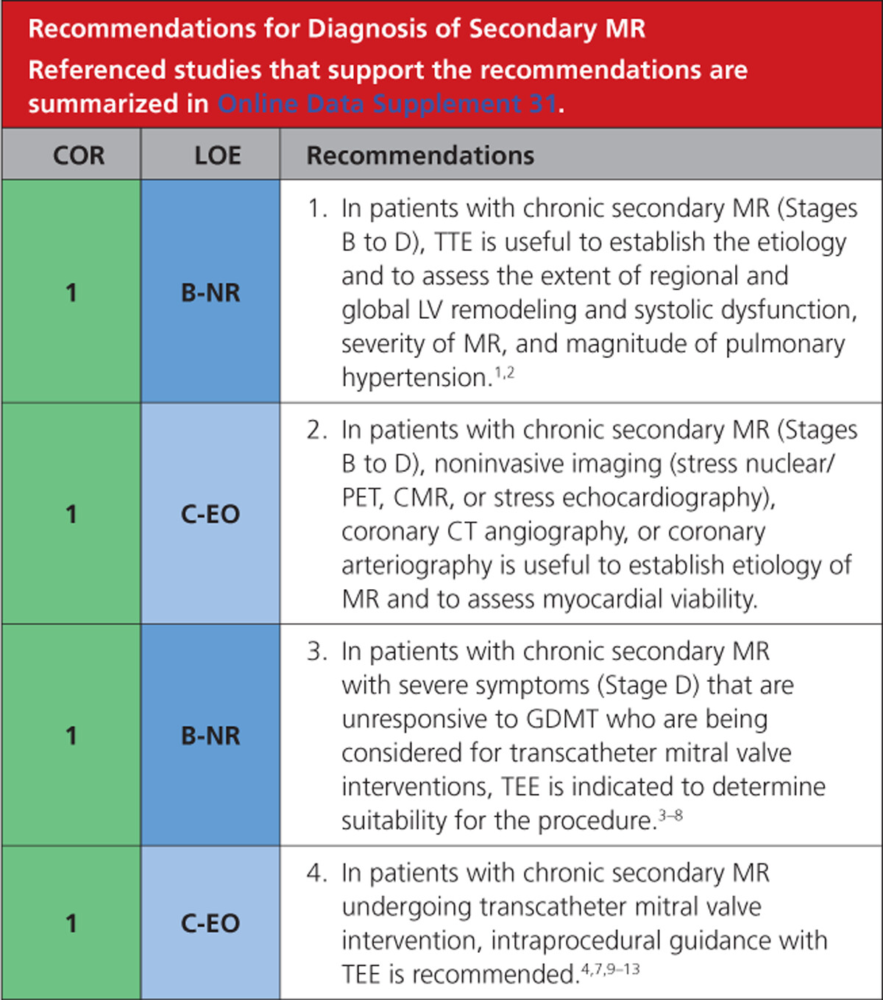 Recommendations for Diagnosis of Secondary MR
Referenced studies that support the recommendations are
summarized in Online Data Supplement 31.
COR LOE Recommendations
1 B-NR 1. In patients with chronic secondary MR (Stages
B to D), TTE is useful to establish the etiology
and to assess the extent of regional and
global LV remodeling and systolic dysfunction,
severity of MR, and magnitude of pulmonary
hypertension.1,2
1 C-EO 2. In patients with chronic secondary MR (Stages
B to D), noninvasive imaging (stress nuclear/
PET, CMR, or stress echocardiography),
coronary CT angiography, or coronary
arteriography is useful to establish etiology of
MR and to assess myocardial viability.
1 B-NR 3. In patients with chronic secondary MR
with severe symptoms (Stage D) that are
unresponsive to GDMT who are being
considered for transcatheter mitral valve
interventions, TEE is indicated to determine
suitability for the procedure.3–8
1 C-EO 4. In patients with chronic secondary MR
undergoing transcatheter mitral valve
intervention, intraprocedural guidance with
TEE is recommended.4,7,9–13